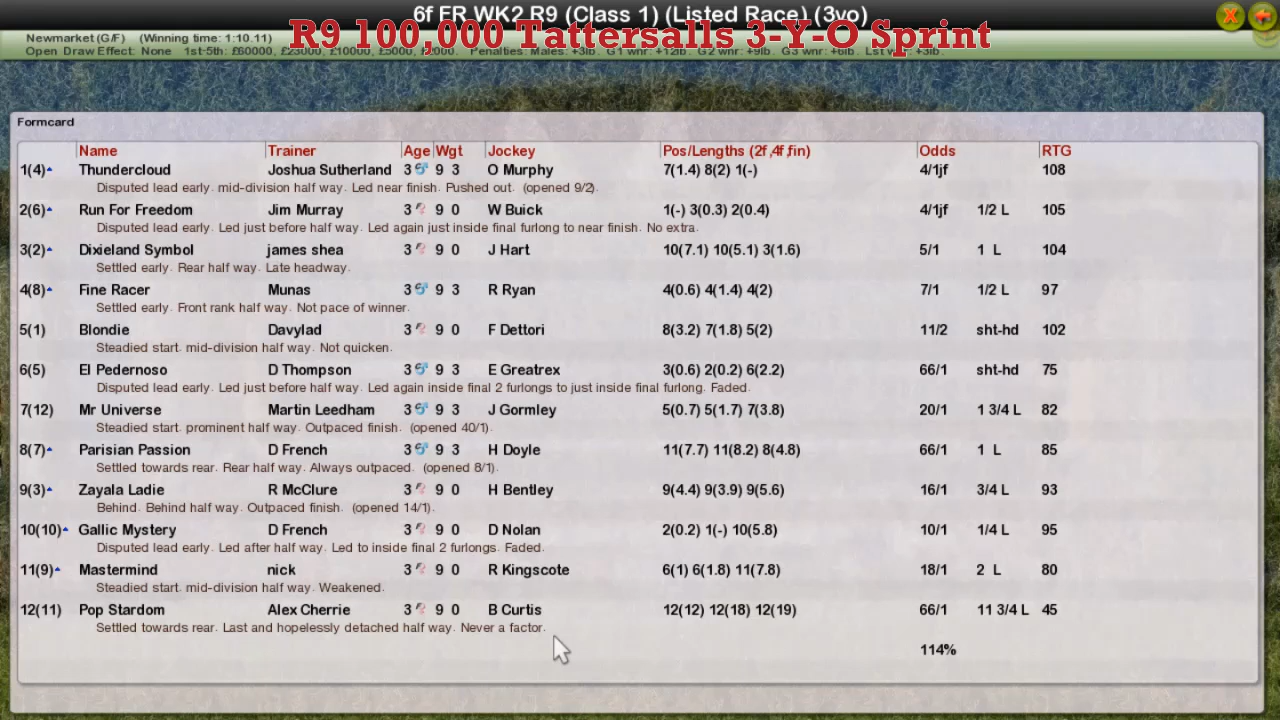 6f FR WK2 R9 (Class 1) (Listed Race) (3yo)
R9 100,000 Tattersalls 3-Y-O Sprint
Newmarket (G/F) (Winning time: 1:10.11)
Open Draw Effect: None 1st-5th: £60000, £23000, £10000, £5000, £2000. Penalties: Males: +3lb. G1 wnr: +12lb. G2 wnr: +9lb. G3 wnr: +6lb. Lst wnr: +3lb.
Formcard
Name Trainer Age Wgt Jockey Pos/Lengths (2f,4f,fin) Odds RTG
1(4) Thundercloud Joshua Sutherland 3 9 3 O Murphy 7(1.4) 8(2) 1(-) 4/1jf 108
Disputed lead early. mid-division half way. Led near finish. Pushed out. (opened 9/2).
2(6) Run For Freedom Jim Murray 3 9 0 W Buick 1(-) 3(0.3) 2(0.4) 4/1jf 1/2 L 105
Disputed lead early. Led just before half way. Led again just inside final furlong to near finish. No extra.
3(2) Dixieland Symbol james shea 3 9 0 J Hart 10(7.1) 10(5.1) 3(1.6) 5/1 1 L 104
Settled early. Rear half way. Late headway.
4(8) Fine Racer Munas 3 9 3 R Ryan 4(0.6) 4(1.4) 4(2) 7/1 1/2 L 97
Settled early. Front rank half way. Not pace of winner.
5(1) Blondie Davylad 3 9 0 F Dettori 8(3.2) 7(1.8) 5(2) 11/2 sht-hd 102
Steadied start. mid-division half way. Not quicken.
6(5) El Pedernoso D Thompson 3 9 3 E Greatrex 3(0.6) 2(0.2) 6(2.2) 66/1 sht-hd 75
Disputed lead early. Led just before half way. Led again inside final 2 furlongs to just inside final furlong. Faded.
7(12) Mr Universe Martin Leedham 3 9 3 J Gormley 5(0.7) 5(1.7) 7(3.8) 20/1 1 3/4 L 82
Steadied start. prominent half way. Outpaced finish. (opened 40/1).
8(7) Parisian Passion D French 3 9 3 H Doyle 11(7.7) 11(8.2) 8(4.8) 66/1 1 L 85
Settled towards rear. Rear half way. Always outpaced. (opened 8/1).
9(3) Zayala Ladie R McClure 3 9 0 H Bentley 9(4.4) 9(3.9) 9(5.6) 16/1 3/4 L 93
Behind. Behind half way. Outpaced finish. (opened 14/1).
10(10) Gallic Mystery D French 3 9 0 D Nolan 2(0.2) 1(-) 10(5.8) 10/1 1/4 L 95
Disputed lead early. Led after half way. Led to inside final 2 furlongs. Faded.
11(9) Mastermind nick 3 9 0 R Kingscote 6(1) 6(1.8) 11(7.8) 18/1 2 L 80
Steadied start. mid-division half way. Weakened.
12(11) Pop Stardom Alex Cherrie 3 9 0 B Curtis 12(12) 12(18) 12(19) 66/1 11 3/4 L 45
Settled towards rear. Last and hopelessly detached half way. Never a factor.
114%